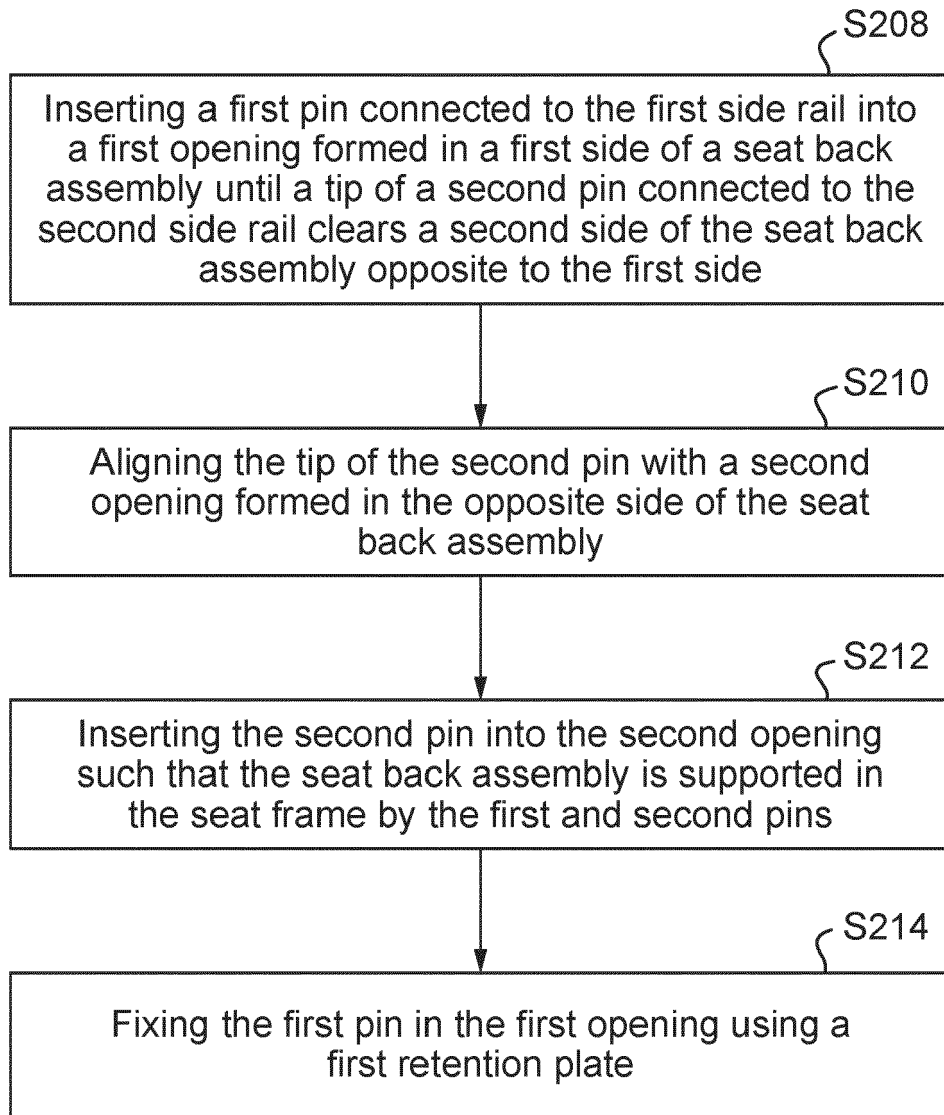 S208
Inserting a first pin connected to the first side rail into
a first opening formed in a first side of a seat back
assembly until a tip of a second pin connected to the
second side rail clears a second side of the seat back
assembly opposite to the first side
S210
Aligning the tip of the second pin with a second
opening formed in the opposite side of the seat
back assembly
S212
Inserting the second pin into the second opening
such that the seat back assembly is supported in
the seat frame by the first and second pins
S214
Fixing the first pin in the first opening using a
first retention plate